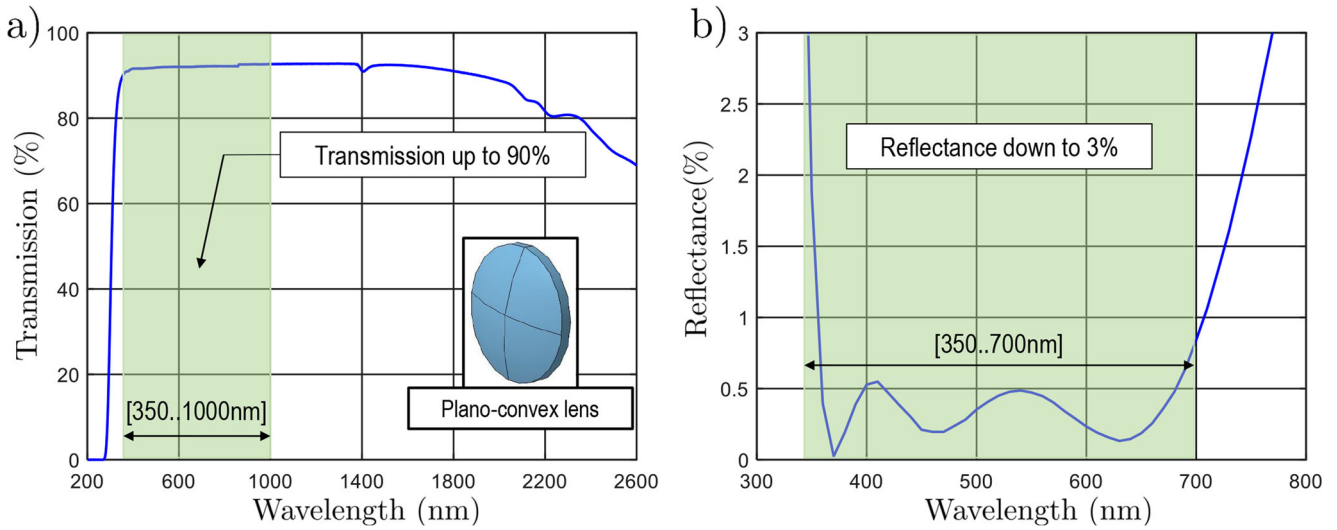 a)
100
80
60
40
20
0
Transmission (%)
Transmission up to 90%
[350..1000nm]
Plano-convex lens
200 600 1000 1400 1800 2200 2600
Wavelength (nm)
b)
3
2.5
2
1.5
1
0.5
0
Reflectance(%)
Reflectance down to 3%
[350..700nm]
300 400 500 600 700 800
Wavelength (nm)